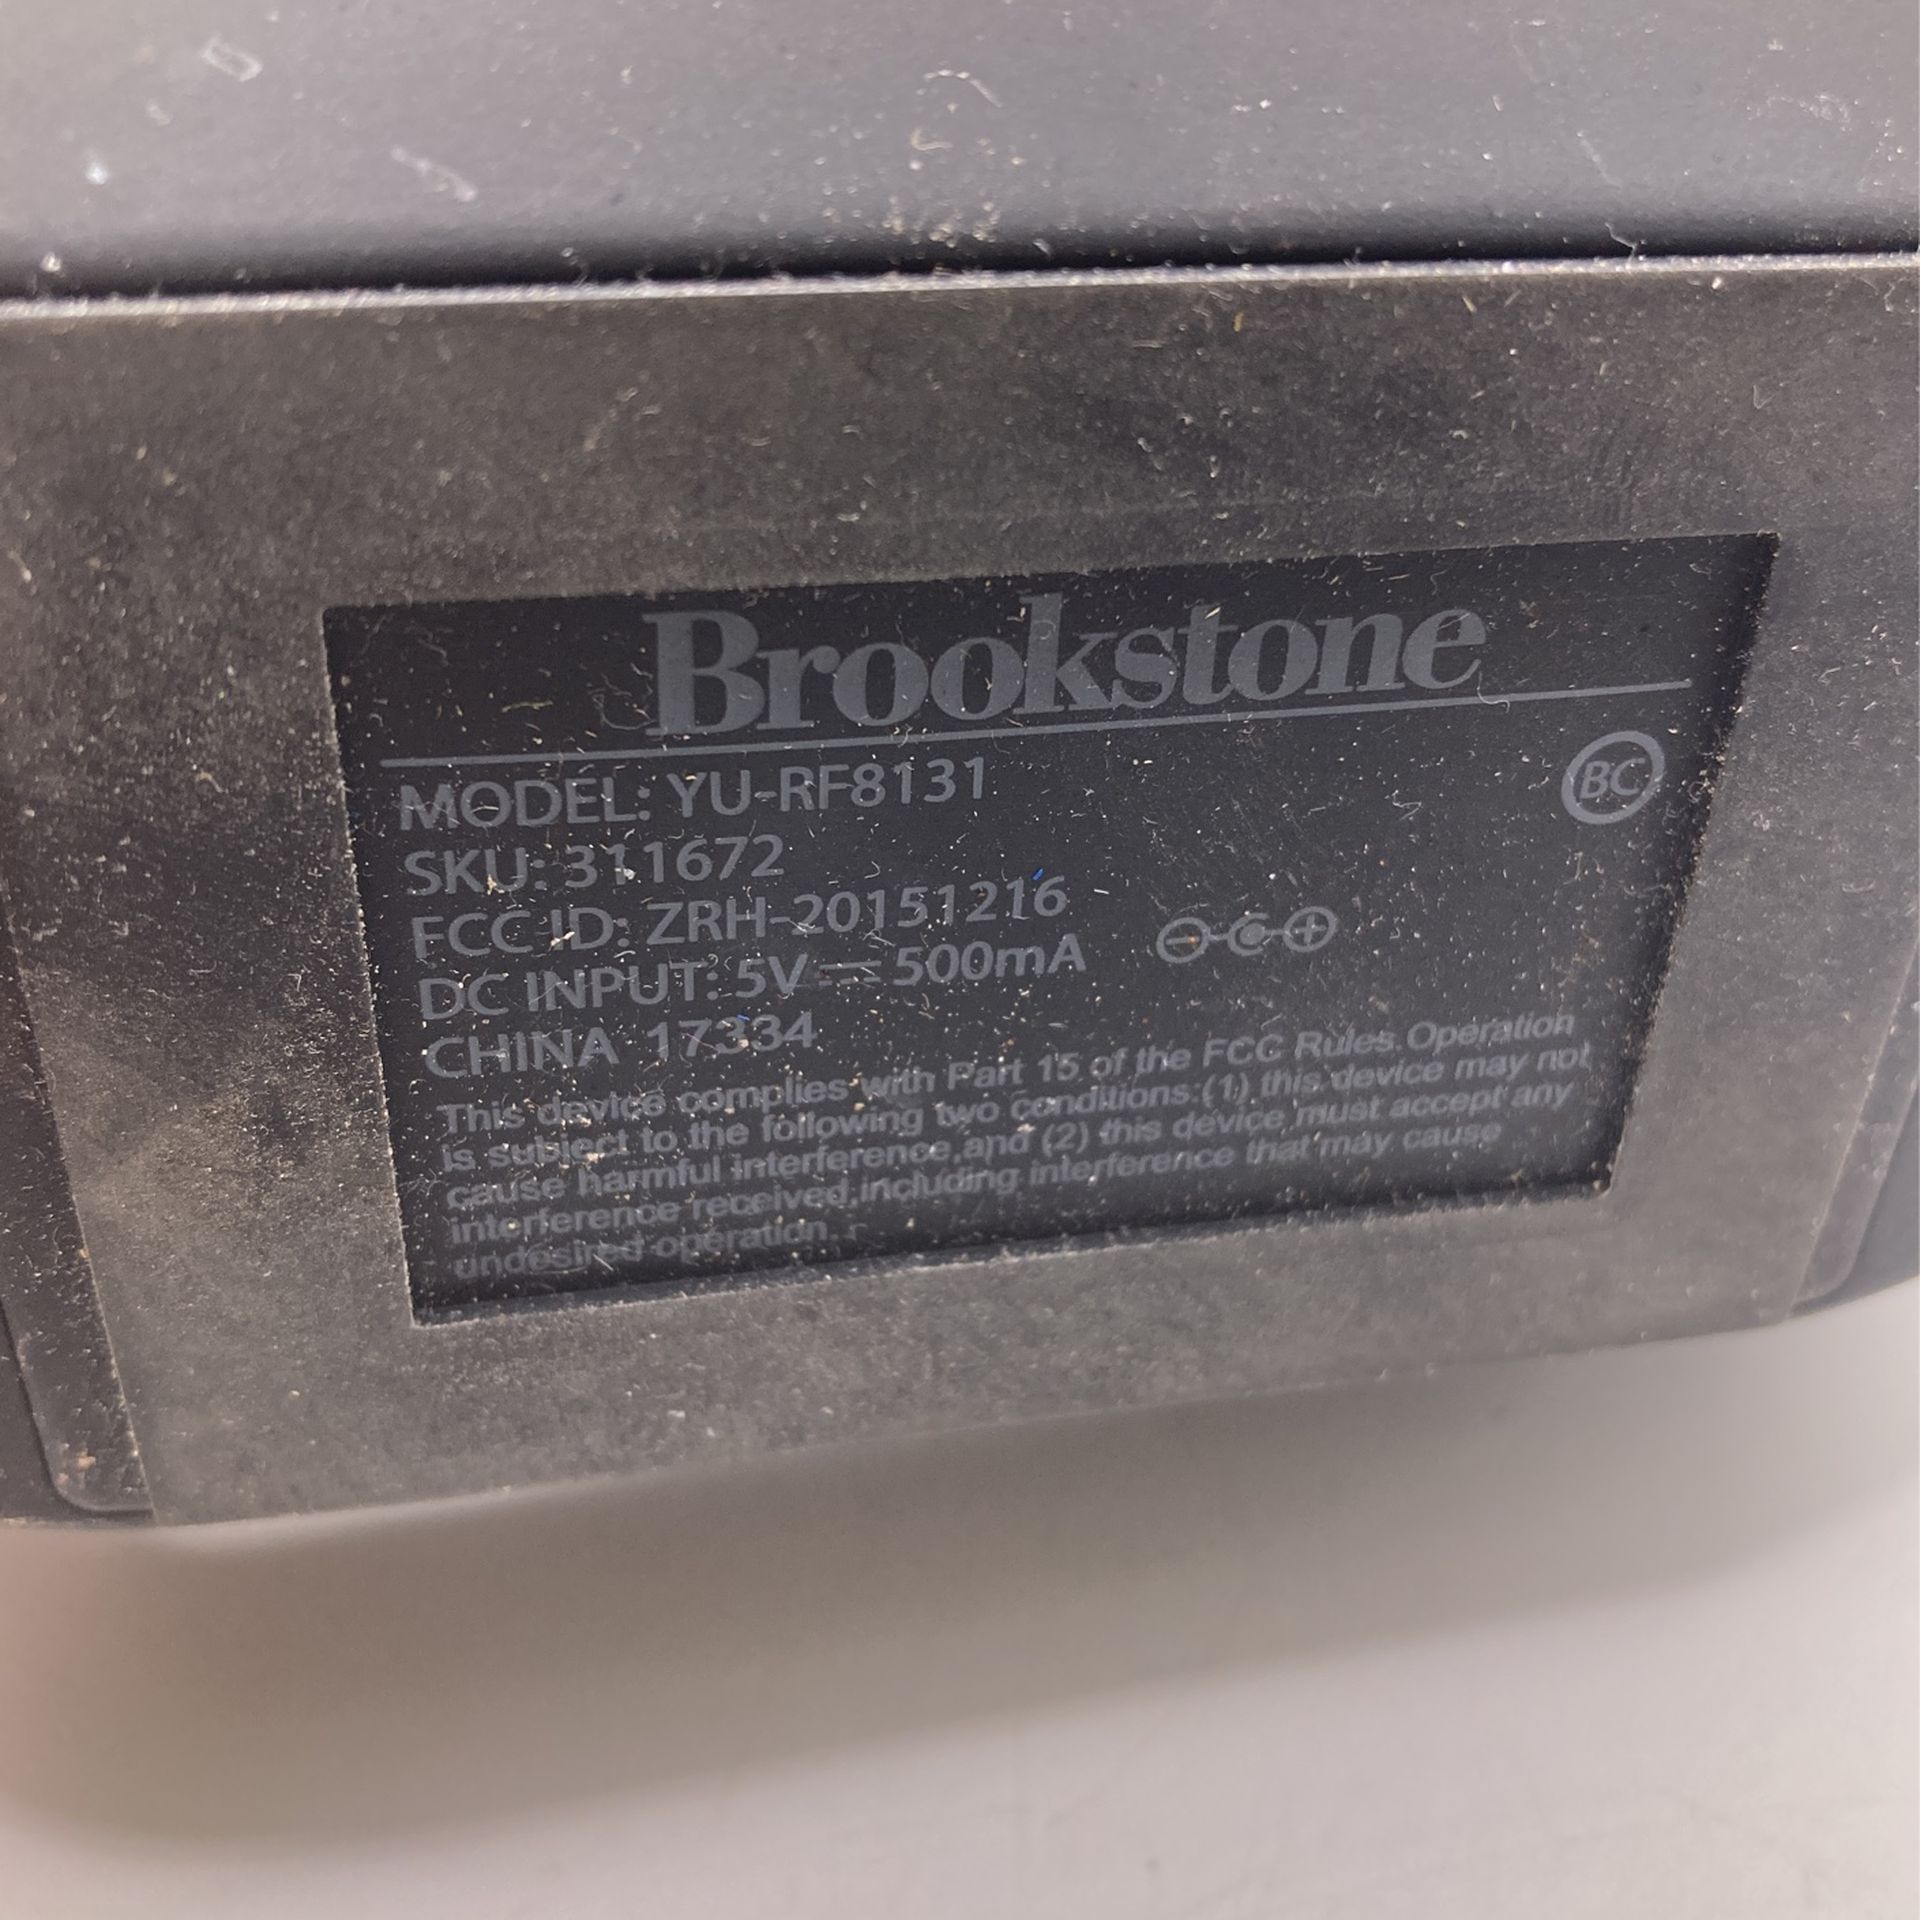 Brookstone
MODEL: YU-RF8131
BC
SKU: 311672
FCC ID: ZRH-20151216
DC INPUT: 5V⎓500mA
CHINA 17334
This device complies with Part 15 of the FCC Rules.Operation
is subject to the following two conditions:(1) this device may not
cause harmful interference,and (2) this device must accept any
interference received,including interference that may cause
undesired operation.